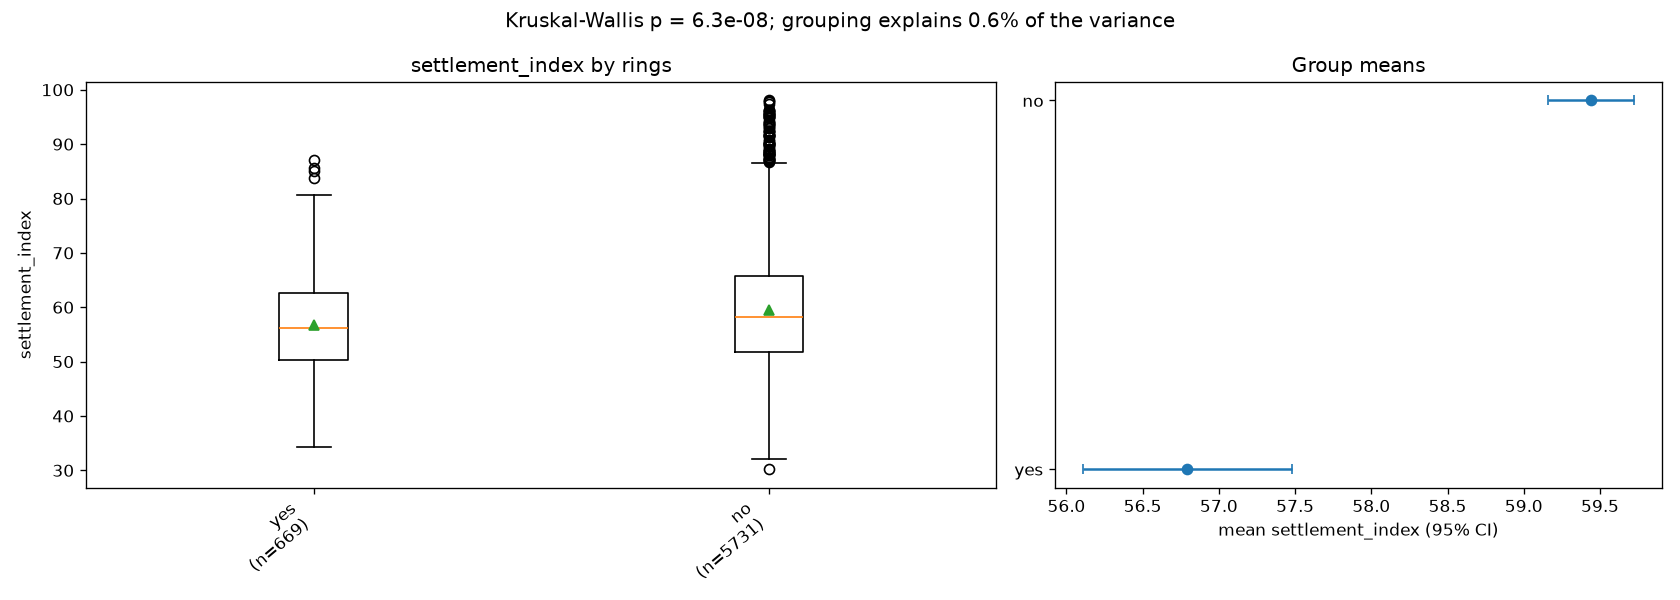 Kruskal-Wallis p = 6.3e-08; grouping explains 0.6% of the variance
settlement_index by rings
settlement_index
100
90
80
70
60
50
40
30
yes
(n=669)
no
(n=5731)
Group means
no
yes
56.0 56.5 57.0 57.5 58.0 58.5 59.0 59.5
mean settlement_index (95% CI)